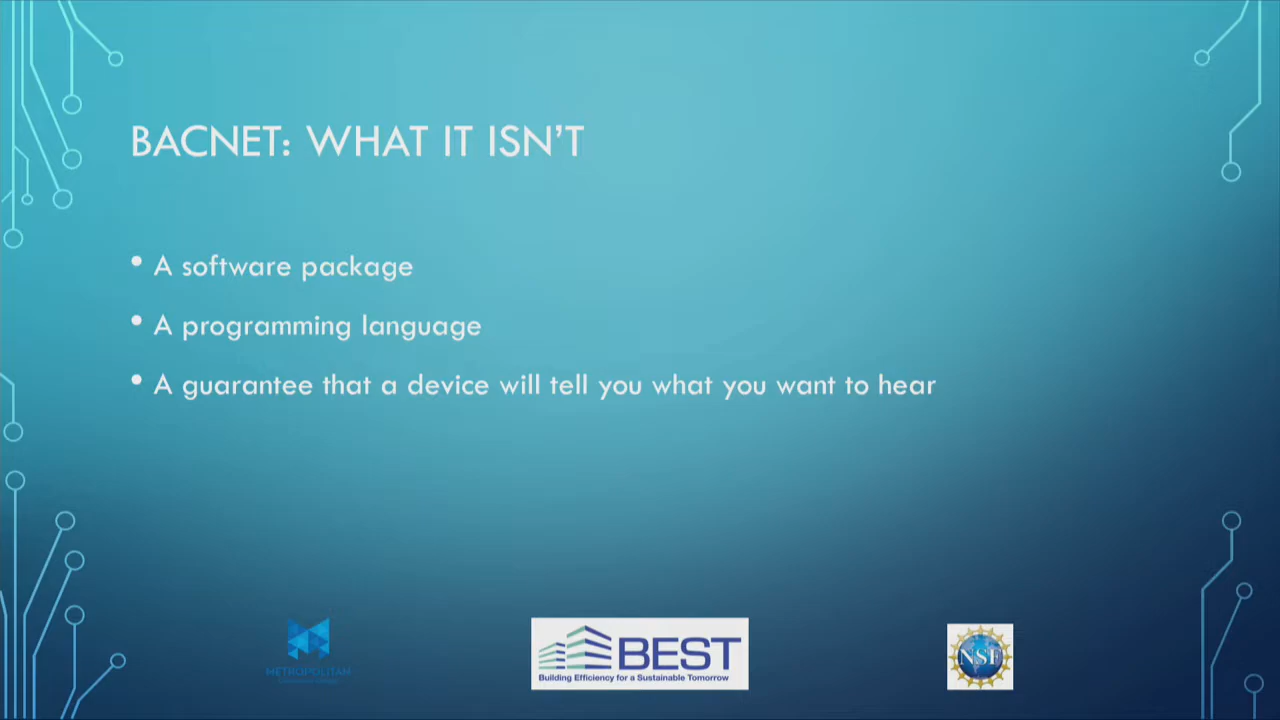 BACNET: WHAT IT ISN'T
• A software package
• A programming language
• A guarantee that a device will tell you what you want to hear
METROPOLITAN
BEST
Building Efficiency for a Sustainable Tomorrow
NSF